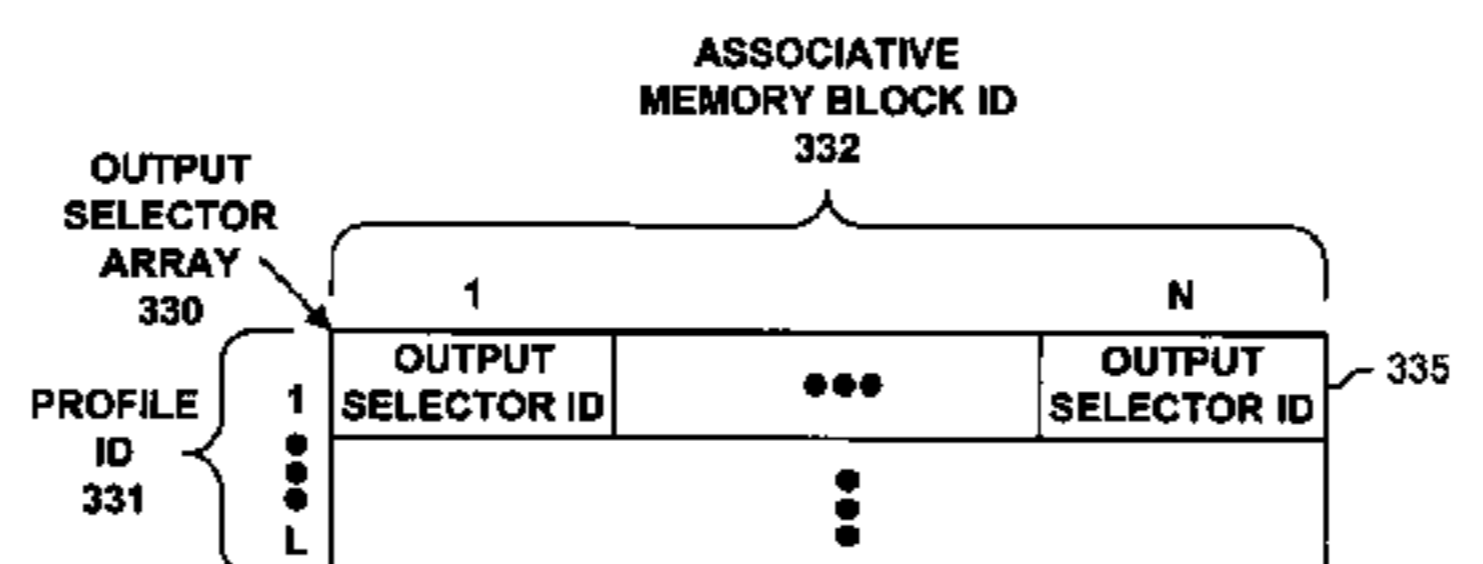 ASSOCIATIVE
MEMORY BLOCK ID
332
OUTPUT
SELECTOR
ARRAY
330
1
N
PROFILE
ID
331
1
L
OUTPUT
SELECTOR ID
●●●
OUTPUT
SELECTOR ID
335